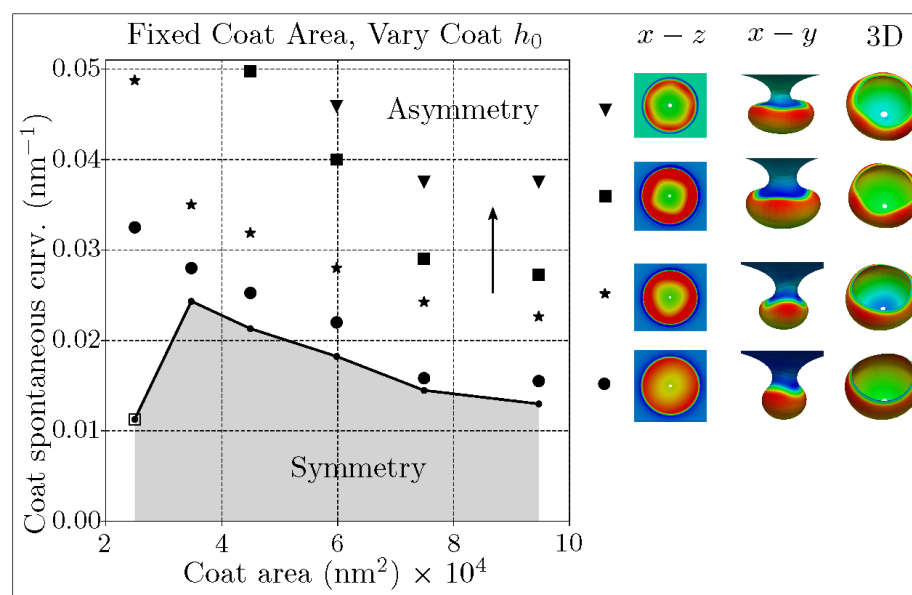 Fixed Coat Area, Vary Coat h₀
x − z x − y 3D
0.05
0.04
0.03
0.02
0.01
0.00
Coat spontaneous curv. (nm⁻¹)
Asymmetry
Symmetry
2 4 6 8 10
Coat area (nm²) × 10⁴